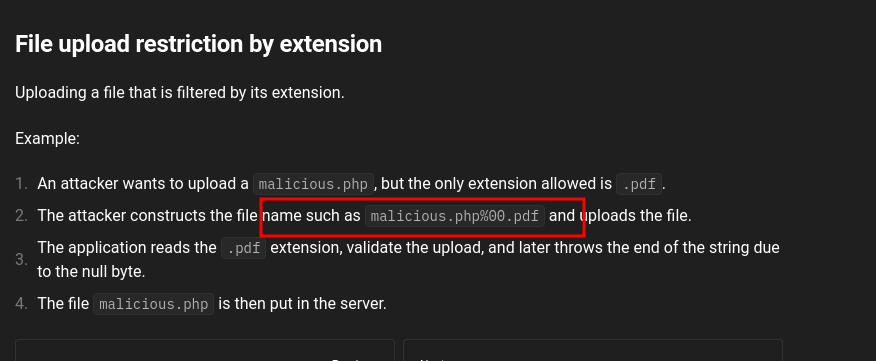 File upload restriction by extension
Uploading a file that is filtered by its extension.
Example:
1. An attacker wants to upload a malicious.php, but the only extension allowed is .pdf.
2. The attacker constructs the file name such as malicious.php%00.pdf and uploads the file.
The application reads the .pdf extension, validate the upload, and later throws the end of the string due
3.
to the null byte.
4. The file malicious.php is then put in the server.